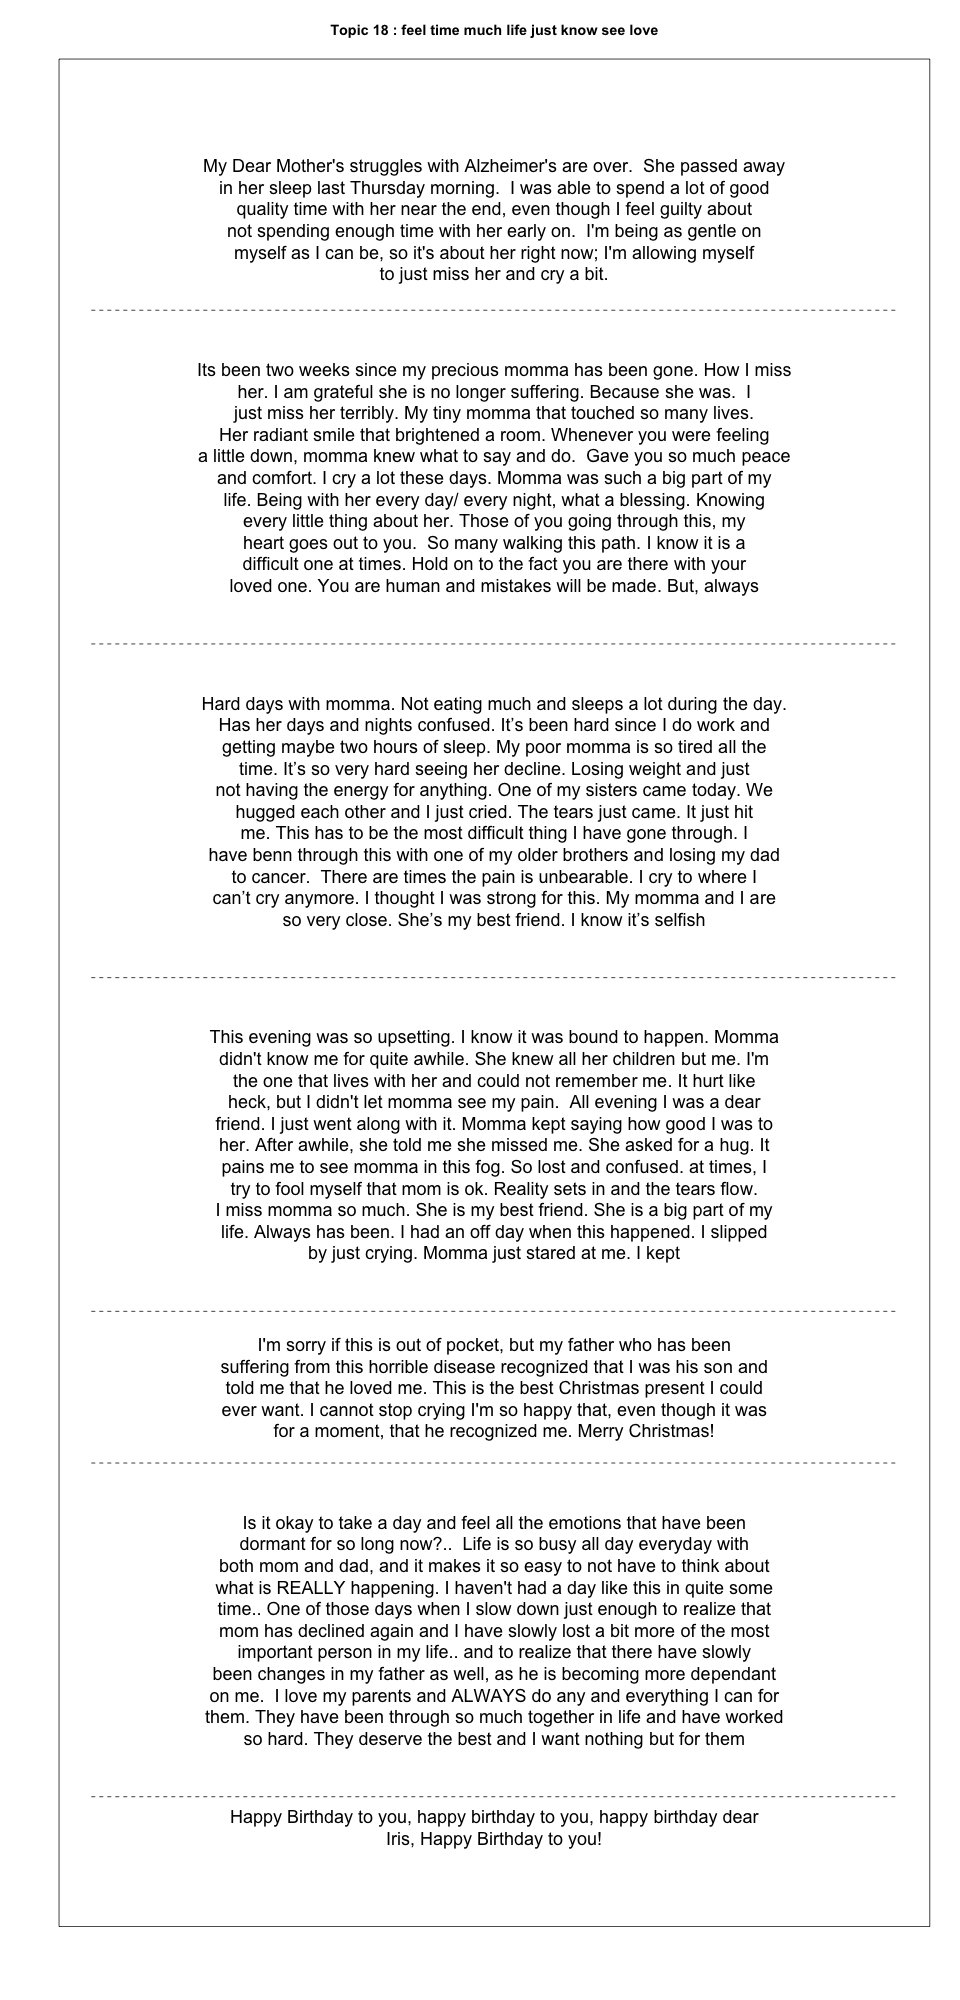 Topic 18 : feel time much life just know see love
My Dear Mother's struggles with Alzheimer's are over.  She passed away
in her sleep last Thursday morning.  I was able to spend a lot of good
quality time with her near the end, even though I feel guilty about
not spending enough time with her early on.  I'm being as gentle on
myself as I can be, so it's about her right now; I'm allowing myself
to just miss her and cry a bit.
Its been two weeks since my precious momma has been gone. How I miss
her. I am grateful she is no longer suffering. Because she was.  I
just miss her terribly. My tiny momma that touched so many lives.
Her radiant smile that brightened a room. Whenever you were feeling
a little down, momma knew what to say and do.  Gave you so much peace
and comfort. I cry a lot these days. Momma was such a big part of my
life. Being with her every day/ every night, what a blessing. Knowing
every little thing about her. Those of you going through this, my
heart goes out to you.  So many walking this path. I know it is a
difficult one at times. Hold on to the fact you are there with your
loved one. You are human and mistakes will be made. But, always
Hard days with momma. Not eating much and sleeps a lot during the day.
Has her days and nights confused. It’s been hard since I do work and
getting maybe two hours of sleep. My poor momma is so tired all the
time. It’s so very hard seeing her decline. Losing weight and just
not having the energy for anything. One of my sisters came today. We
hugged each other and I just cried. The tears just came. It just hit
me. This has to be the most difficult thing I have gone through. I
have benn through this with one of my older brothers and losing my dad
to cancer.  There are times the pain is unbearable. I cry to where I
can’t cry anymore. I thought I was strong for this. My momma and I are
so very close. She’s my best friend. I know it’s selfish
This evening was so upsetting. I know it was bound to happen. Momma
didn't know me for quite awhile. She knew all her children but me. I'm
the one that lives with her and could not remember me. It hurt like
heck, but I didn't let momma see my pain.  All evening I was a dear
friend. I just went along with it. Momma kept saying how good I was to
her. After awhile, she told me she missed me. She asked for a hug. It
pains me to see momma in this fog. So lost and confused. at times, I
try to fool myself that mom is ok. Reality sets in and the tears flow.
I miss momma so much. She is my best friend. She is a big part of my
life. Always has been. I had an off day when this happened. I slipped
by just crying. Momma just stared at me. I kept
I'm sorry if this is out of pocket, but my father who has been
suffering from this horrible disease recognized that I was his son and
told me that he loved me. This is the best Christmas present I could
ever want. I cannot stop crying I'm so happy that, even though it was
for a moment, that he recognized me. Merry Christmas!
Is it okay to take a day and feel all the emotions that have been
dormant for so long now?..  Life is so busy all day everyday with
both mom and dad, and it makes it so easy to not have to think about
what is REALLY happening. I haven't had a day like this in quite some
time.. One of those days when I slow down just enough to realize that
mom has declined again and I have slowly lost a bit more of the most
important person in my life.. and to realize that there have slowly
been changes in my father as well, as he is becoming more dependant
on me.  I love my parents and ALWAYS do any and everything I can for
them. They have been through so much together in life and have worked
so hard. They deserve the best and I want nothing but for them
Happy Birthday to you, happy birthday to you, happy birthday dear
Iris, Happy Birthday to you!